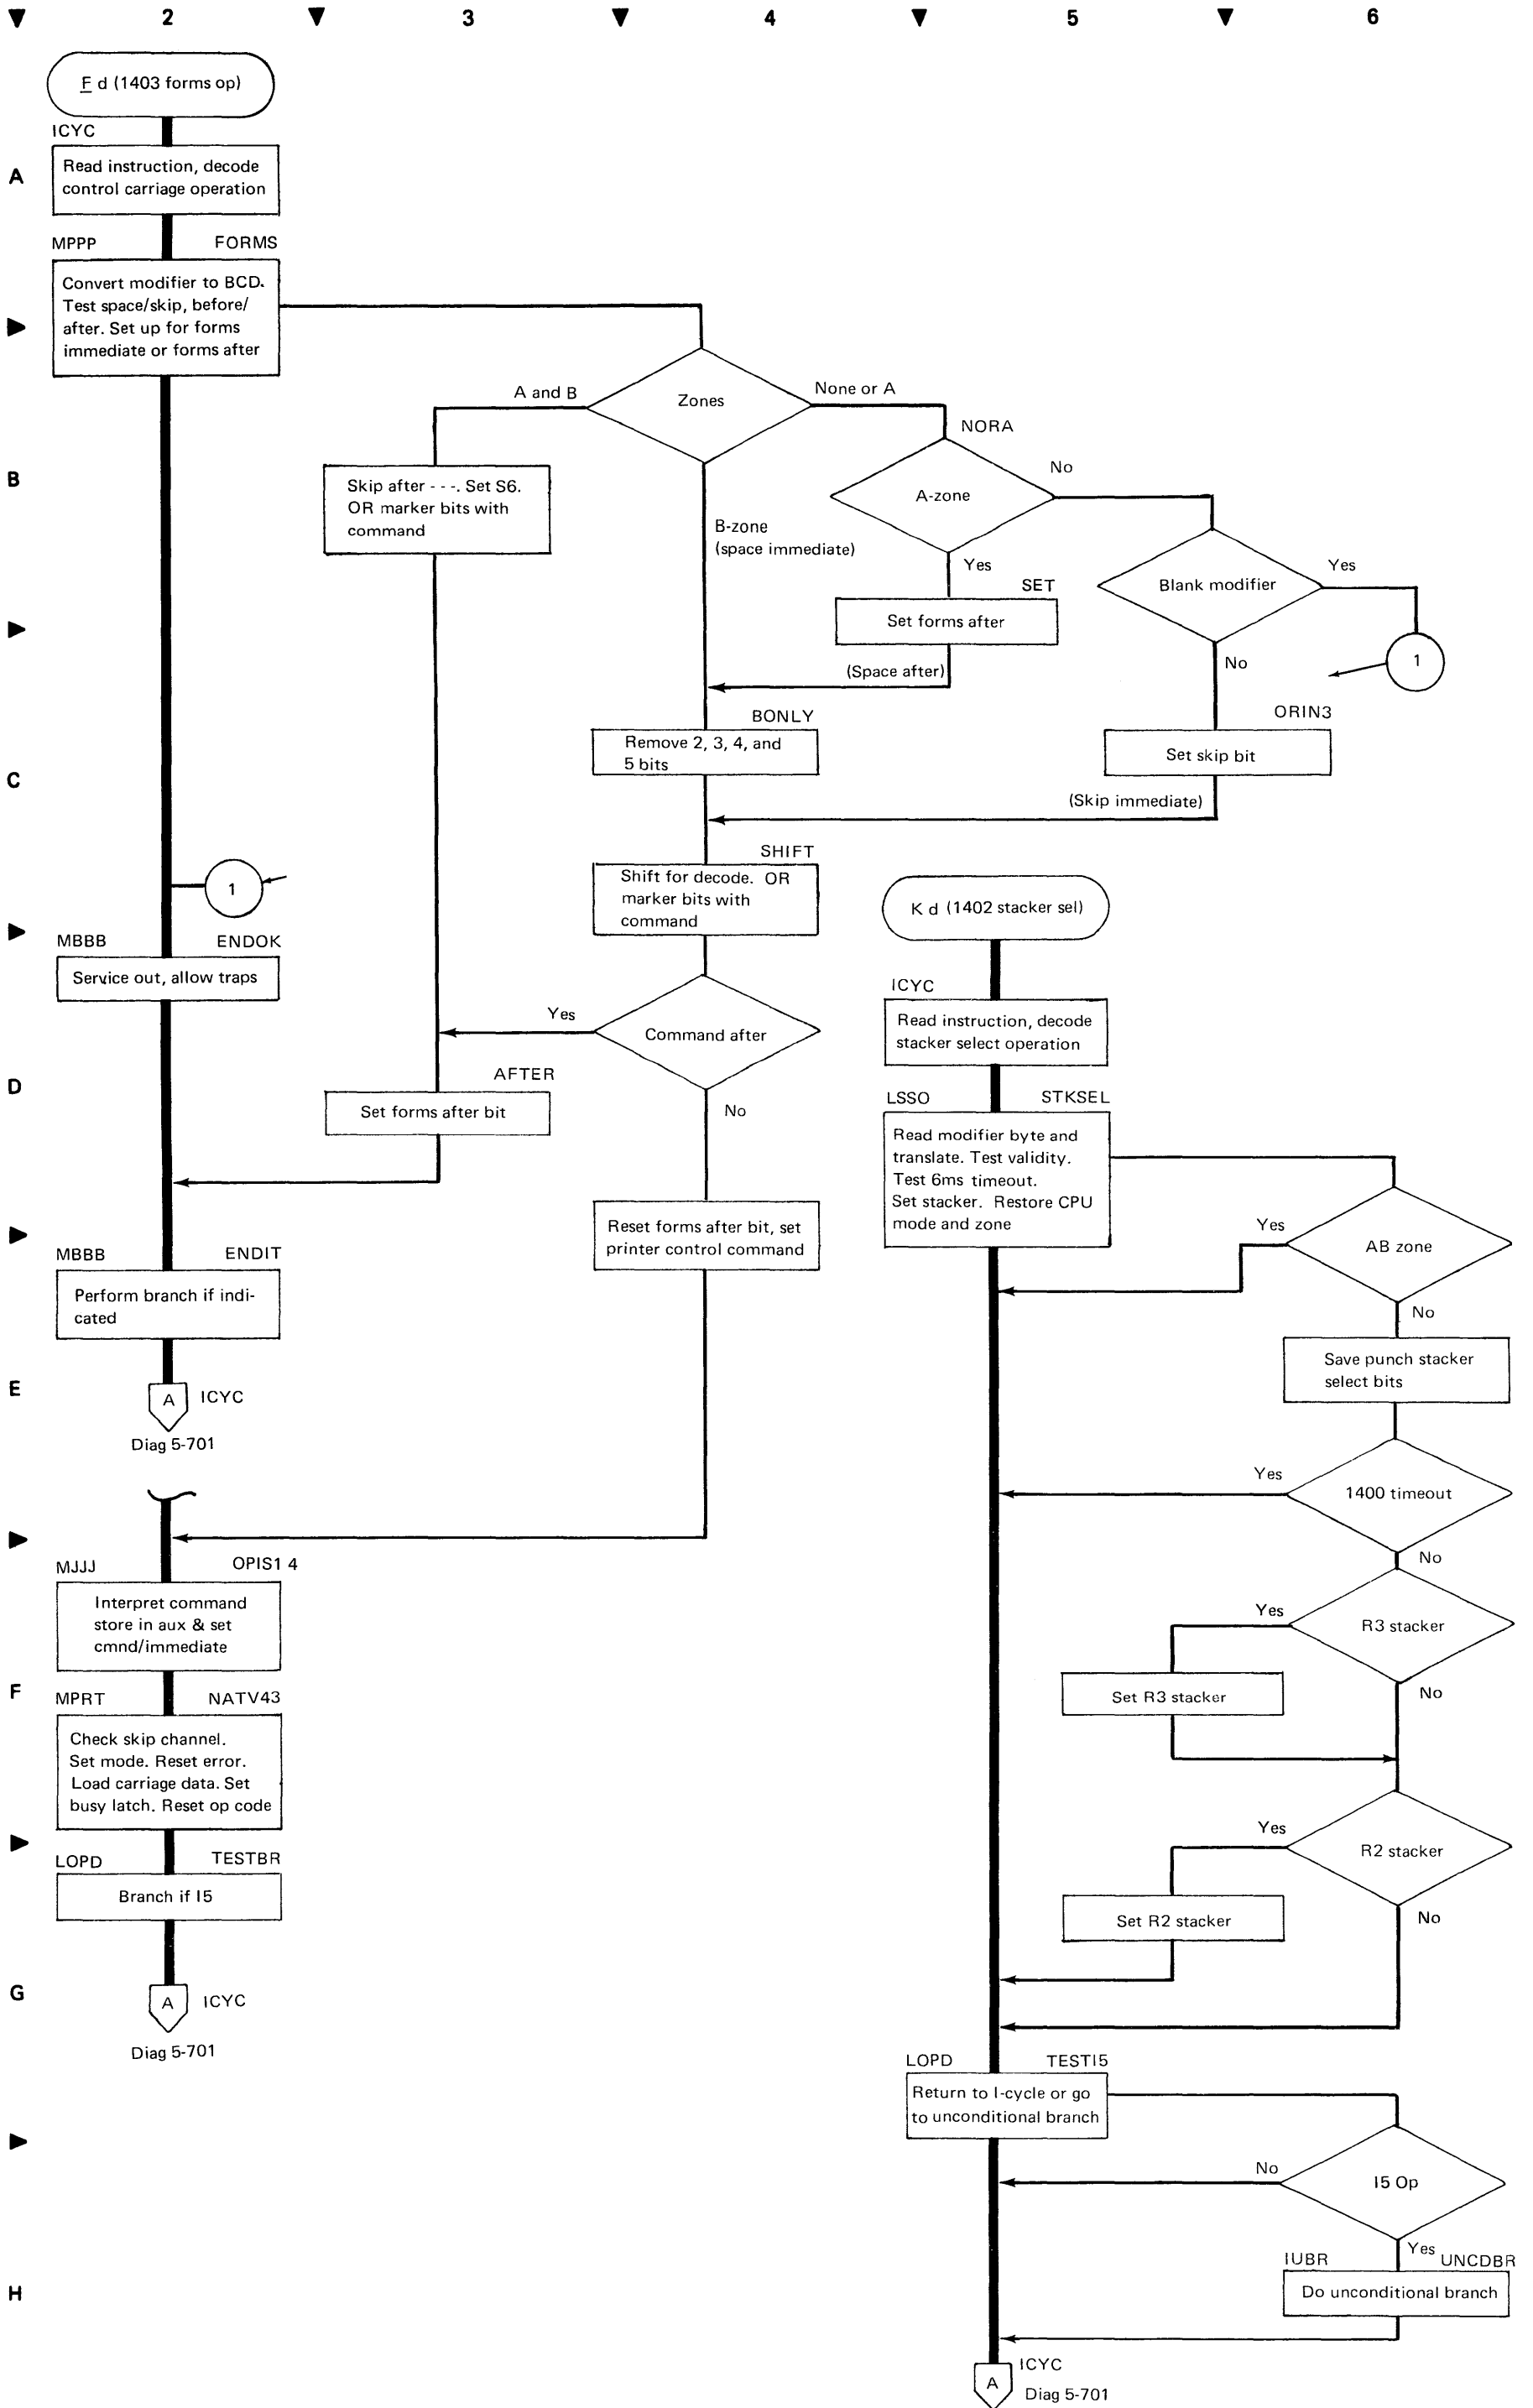 2 3 4 5 6
F d (1403 forms op)
ICYC
A
Read instruction, decode
control carriage operation
MPPP FORMS
Convert modifier to BCD.
Test space/skip, before/
after. Set up for forms
immediate or forms after
A and B
Zones
None or A
NORA
B
Skip after - - -. Set S6.
OR marker bits with
command
B-zone
(space immediate)
A-zone
No
Yes
SET
Set forms after
(Space after)
Blank modifier
Yes
1
No
ORIN3
Set skip bit
(Skip immediate)
BONLY
Remove 2, 3, 4, and
5 bits
C
SHIFT
Shift for decode. OR
marker bits with
command
1
MBBB ENDOK
Service out, allow traps
Yes
Command after
No
D
AFTER
Set forms after bit
Reset forms after bit, set
printer control command
MBBB ENDIT
Perform branch if indi-
cated
E
A ICYC
Diag 5-701
MJJJ OPIS1 4
Interpret command
store in aux & set
cmnd/immediate
F
MPRT NATV43
Check skip channel.
Set mode. Reset error.
Load carriage data. Set
busy latch. Reset op code
LOPD TESTBR
Branch if I5
G
A ICYC
Diag 5-701
K d (1402 stacker sel)
ICYC
Read instruction, decode
stacker select operation
LSSO STKSEL
Read modifier byte and
translate. Test validity.
Test 6ms timeout.
Set stacker. Restore CPU
mode and zone
Yes
AB zone
No
Save punch stacker
select bits
Yes
1400 timeout
No
Yes
R3 stacker
No
Set R3 stacker
Yes
R2 stacker
No
Set R2 stacker
LOPD TESTI5
Return to I-cycle or go
to unconditional branch
No
I5 Op
Yes
IUBR UNCDBR
H
Do unconditional branch
ICYC
A
Diag 5-701